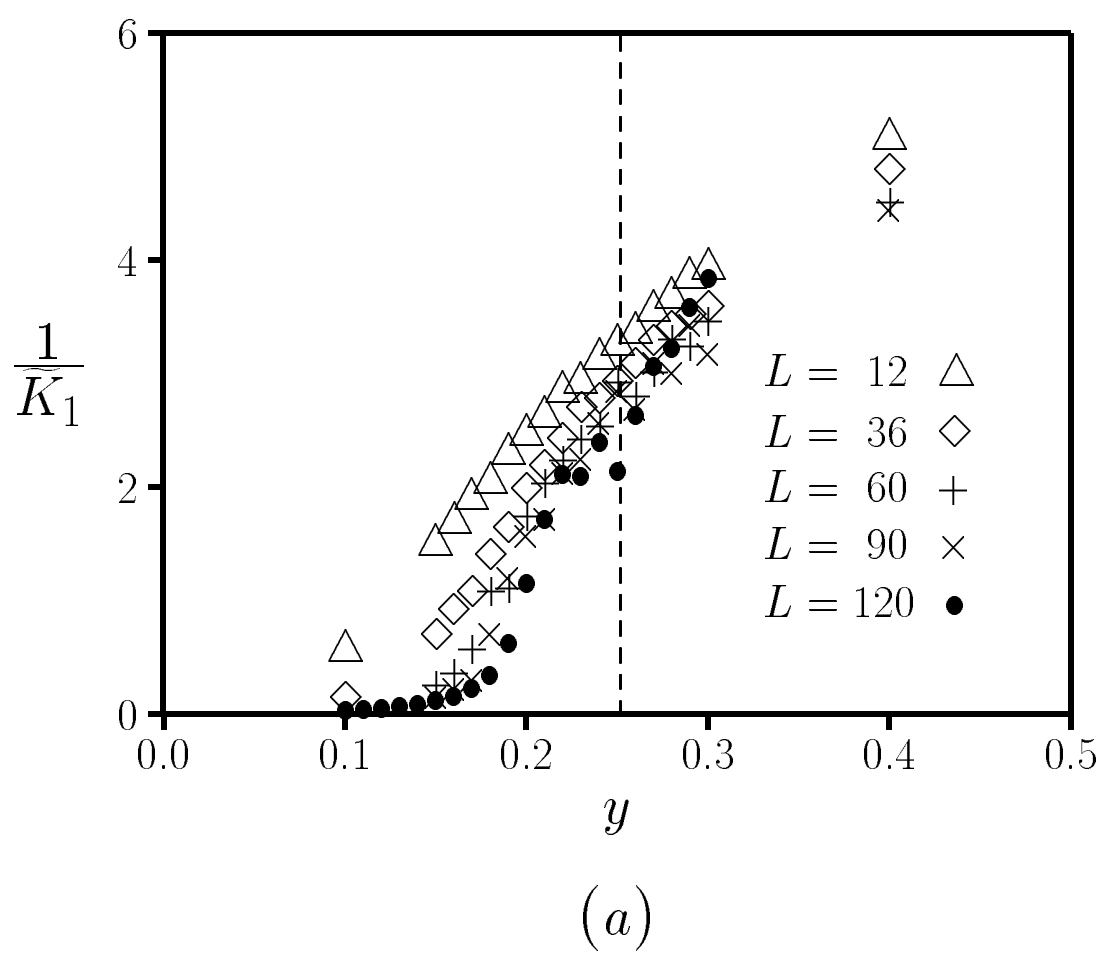 6
4
2
0
1
K̃₁
0.0 0.1 0.2 0.3 0.4 0.5
y
L = 12
L = 36
L = 60
L = 90
L = 120
(a)